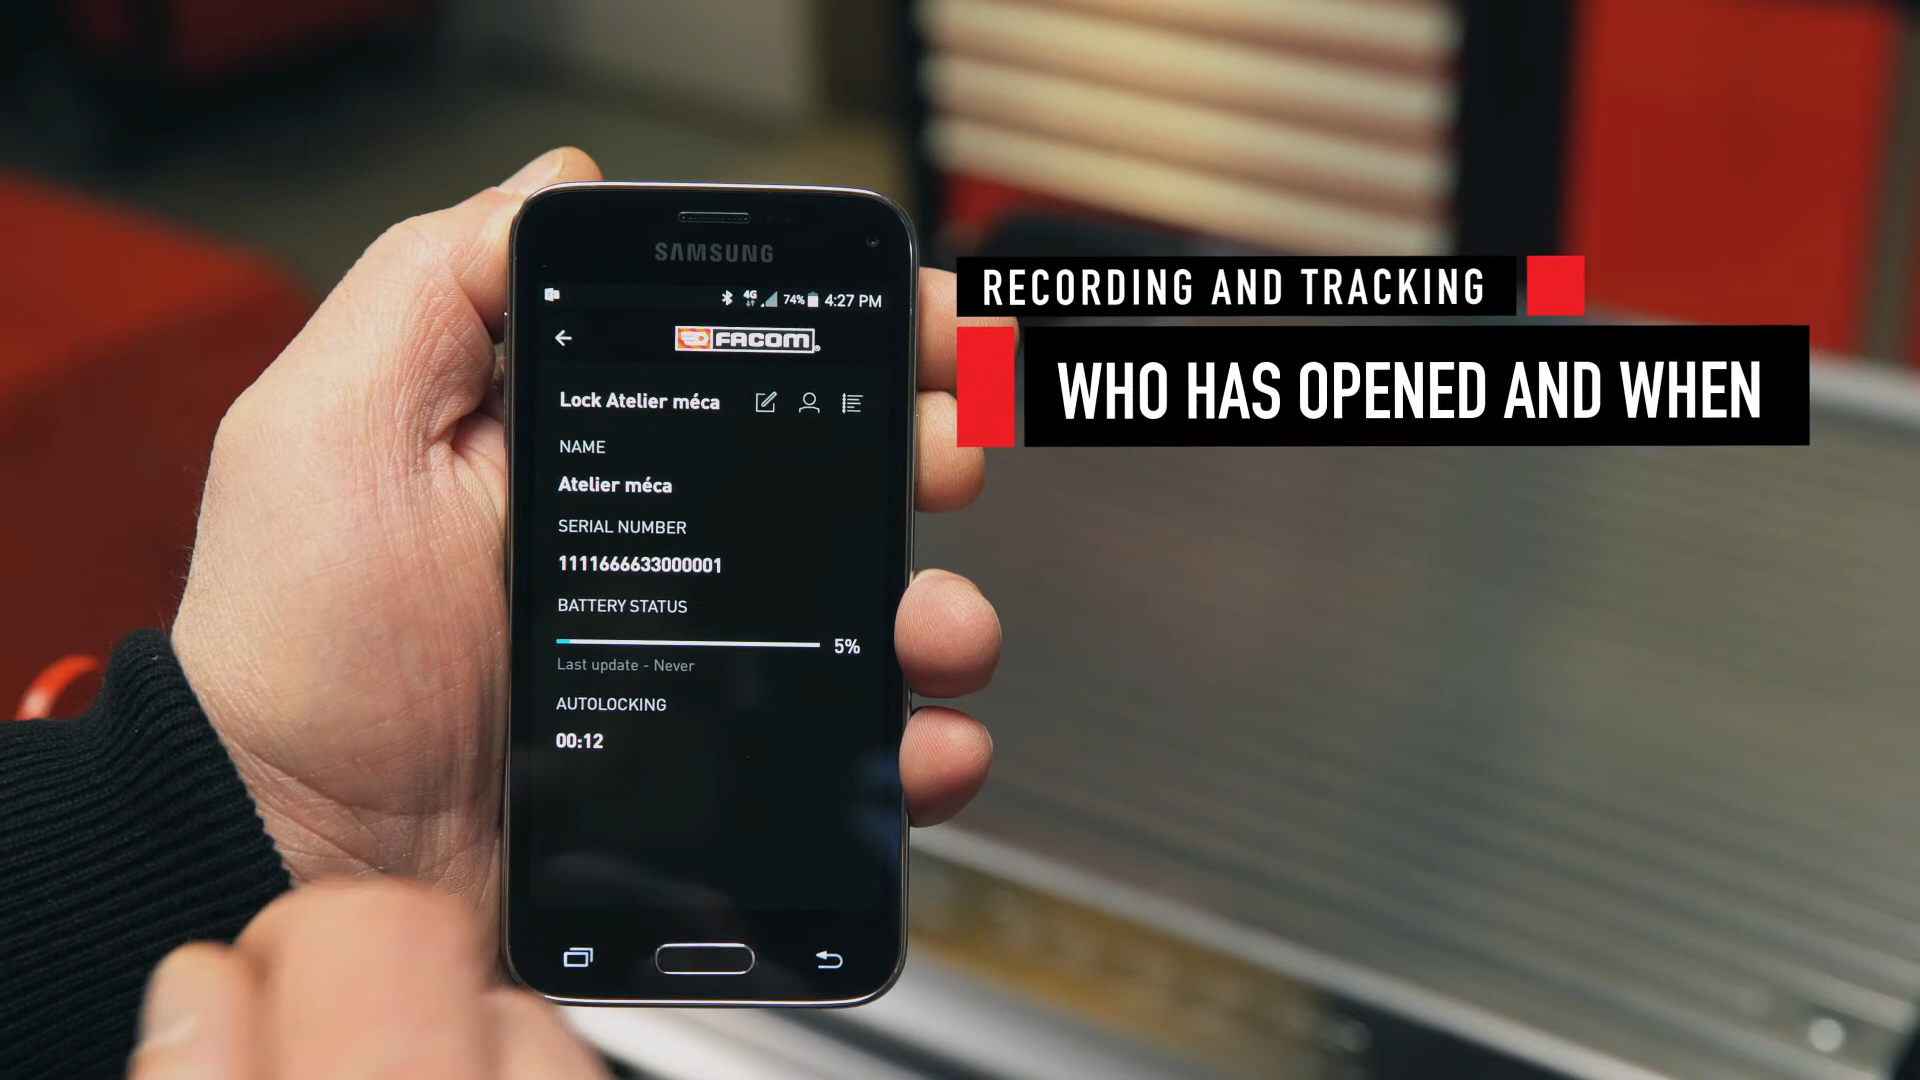 SAMSUNG
4G 74% 4:27 PM
FACOM
Lock Atelier méca
NAME
Atelier méca
SERIAL NUMBER
1111666633000001
BATTERY STATUS
5%
Last update - Never
AUTOLOCKING
00:12
RECORDING AND TRACKING
WHO HAS OPENED AND WHEN